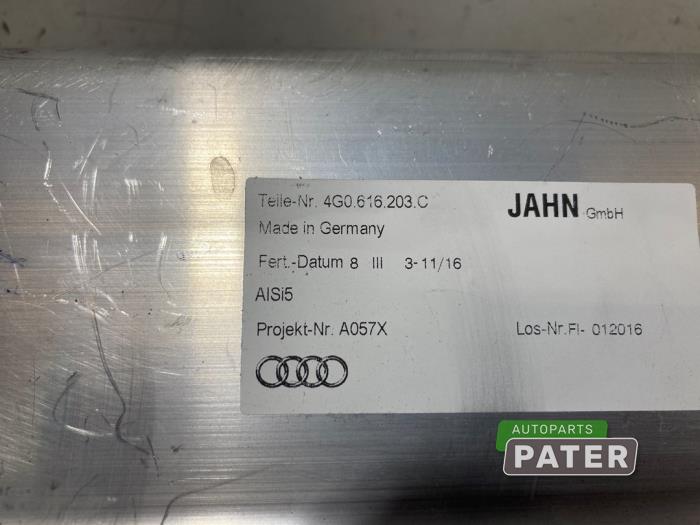 Teile-Nr. 4G0.616.203.C
JAHN GmbH
Made in Germany
Fert.-Datum 8 III 3-11/16
AlSi5
Projekt-Nr. A057X
Los-Nr.FI- 012016
AUTOPARTS
PATER